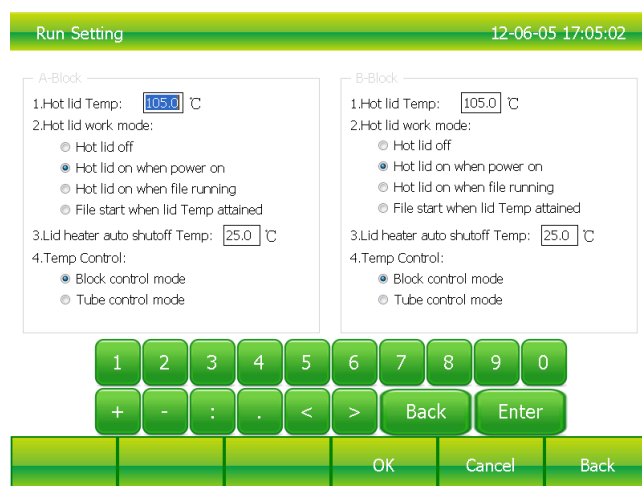 Run Setting 12-06-05 17:05:02
A-Block
1.Hot lid Temp: 105.0 ℃
2.Hot lid work mode:
Hot lid off
Hot lid on when power on
Hot lid on when file running
File start when lid Temp attained
3.Lid heater auto shutoff Temp: 25.0 ℃
4.Temp Control:
Block control mode
Tube control mode
B-Block
1.Hot lid Temp: 105.0 ℃
2.Hot lid work mode:
Hot lid off
Hot lid on when power on
Hot lid on when file running
File start when lid Temp attained
3.Lid heater auto shutoff Temp: 25.0 ℃
4.Temp Control:
Block control mode
Tube control mode
1 2 3 4 5 6 7 8 9 0
+ - : . < > Back Enter
OK Cancel Back